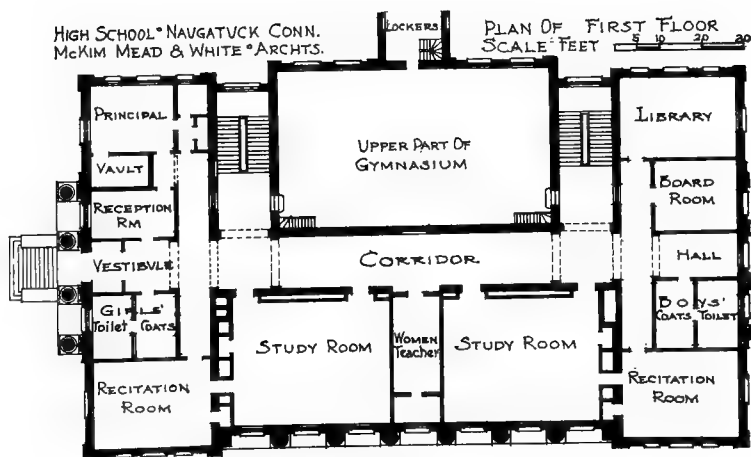 HIGH SCHOOL • NAUGATUCK CONN.
MCKIM MEAD & WHITE • ARCHTS.
LOCKERS
PLAN OF FIRST FLOOR
SCALE - FEET 5 10 20 30
PRINCIPAL
VAULT
RECEPTION
RM
VESTIBULE
GIRLS'
TOILET COATS
RECITATION
ROOM
UPPER PART OF
GYMNASIUM
CORRIDOR
STUDY ROOM
WOMEN
TEACHER
STUDY ROOM
LIBRARY
BOARD
ROOM
HALL
BOYS'
COATS TOILET
RECITATION
ROOM